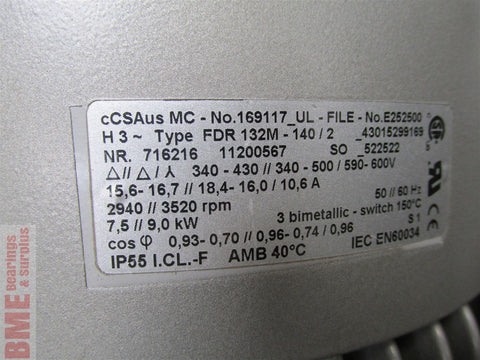 cCSAus MC - No.169117_UL - FILE - No.E252500
H 3 ~ Type FDR 132M - 140 / 2 _43015299169
NR. 716216 11200567 SO _522522
Δ // Δ / ⅄ 340 - 430 // 340 - 500 / 590- 600V
15,6- 16,7 // 18,4- 16,0 / 10,6 A 50 // 60 Hz
2940 // 3520 rpm
7,5 // 9,0 kW 3 bimetallic - switch 150°C
cos φ 0,93- 0,70 // 0,96- 0,74 / 0,96 S 1
IP55 I.CL.-F AMB 40°C IEC EN60034
BME Bearings & Surplus